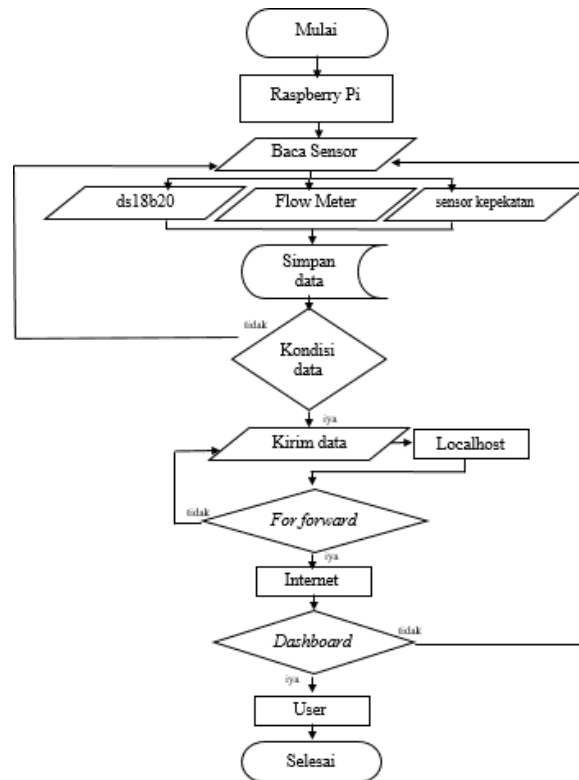 Mulai
Raspberry Pi
Baca Sensor
ds18b20
Flow Meter
sensor kepekatan
Simpan
data
tidak
Kondisi
data
iya
Kirim data
Localhost
tidak
For forward
iya
Internet
Dashboard
tidak
iya
User
Selesai